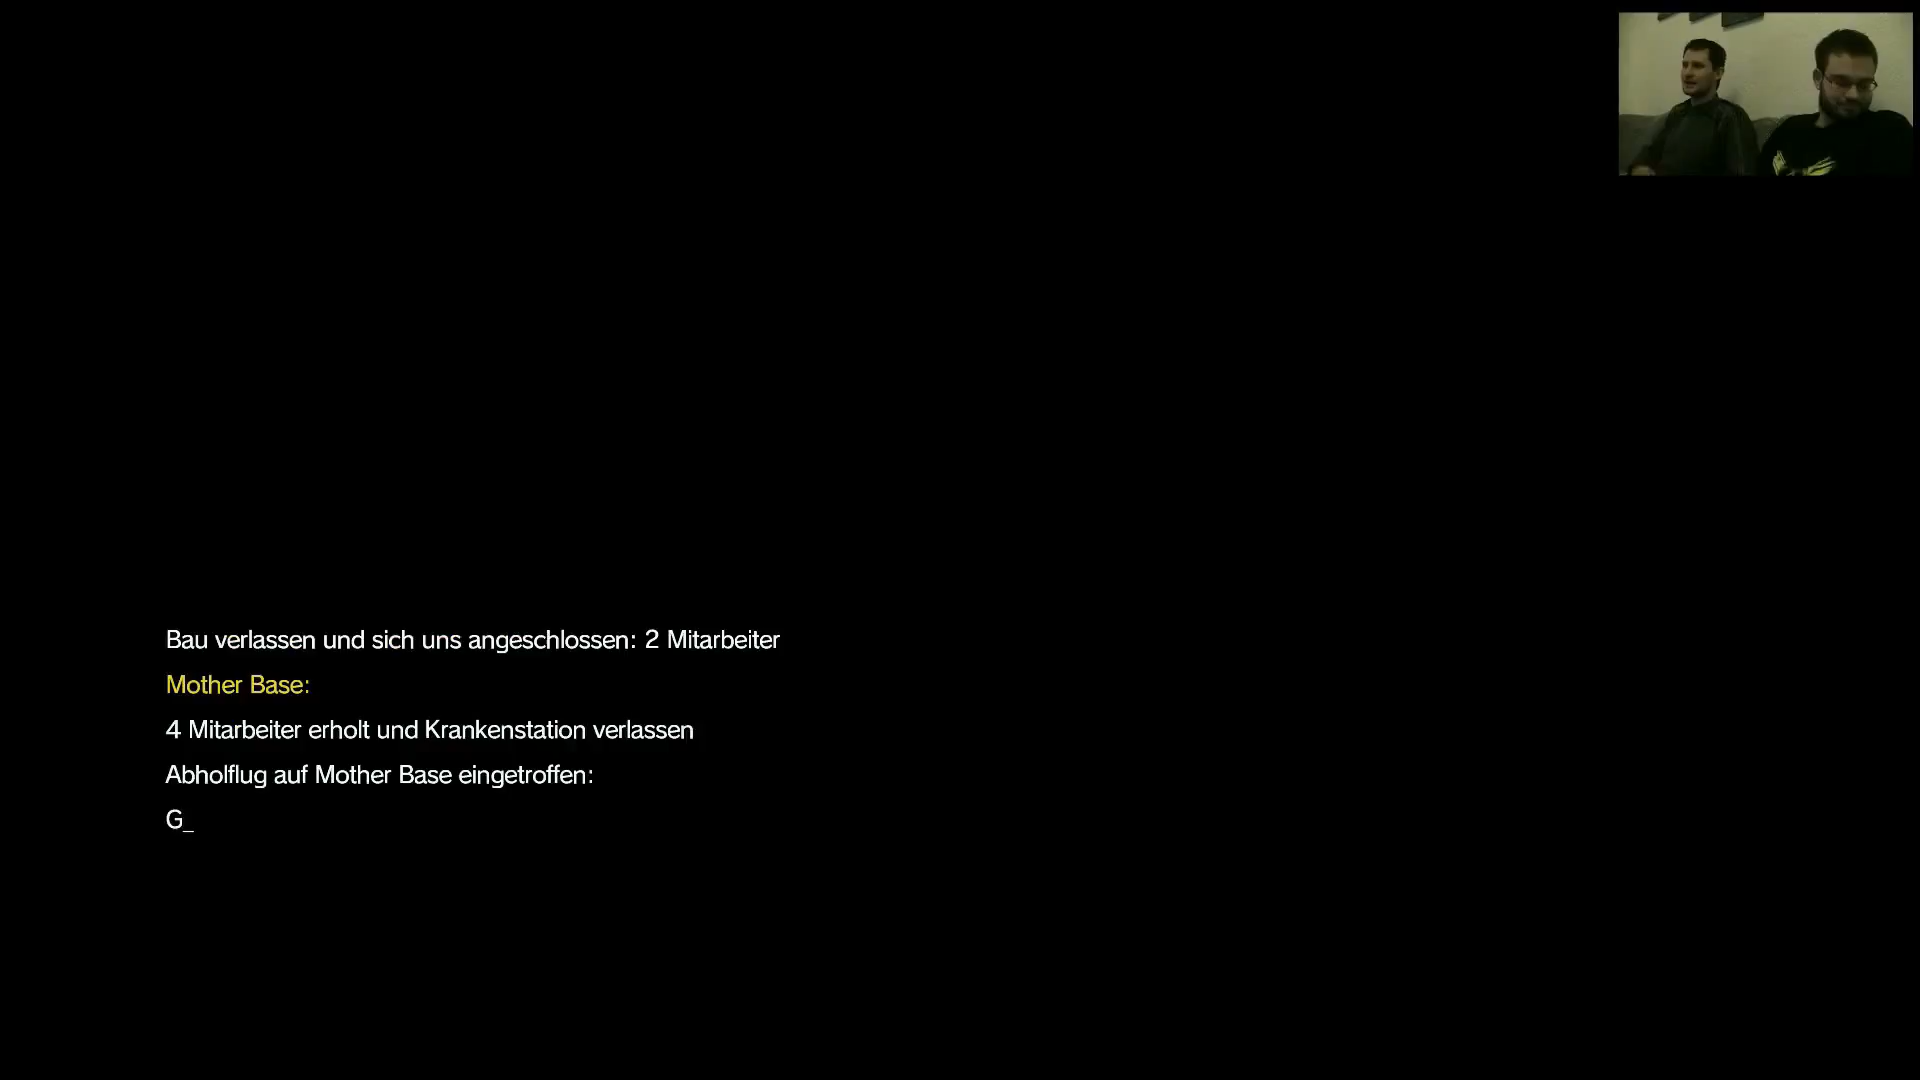 Bau verlassen und sich uns angeschlossen: 2 Mitarbeiter
Mother Base:
4 Mitarbeiter erholt und Krankenstation verlassen
Abholflug auf Mother Base eingetroffen:
G_